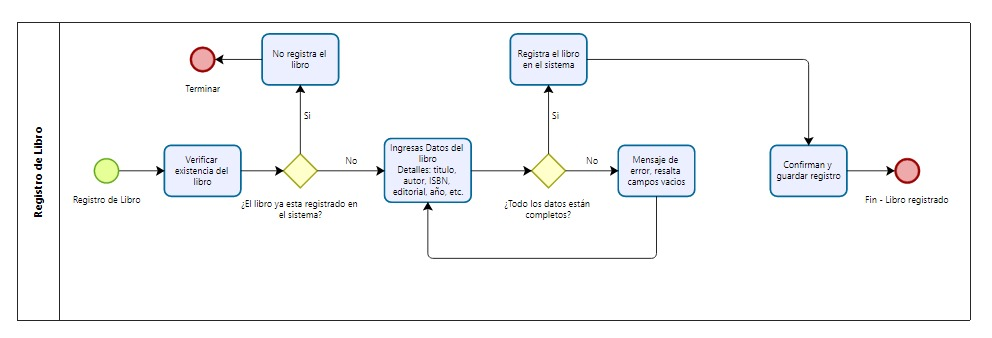 Registro de Libro
Registro de Libro
Verificar
existencia del
libro
¿El libro ya esta registrado en
el sistema?
Si
No registra el
libro
Terminar
No
Ingresas Datos del
libro
Detalles: titulo,
autor, ISBN,
editorial, año, etc.
¿Todo los datos están
completos?
Si
Registra el libro
en el sistema
No
Mensaje de
error, resalta
campos vacios
Confirman y
guardar registro
Fin - Libro registrado